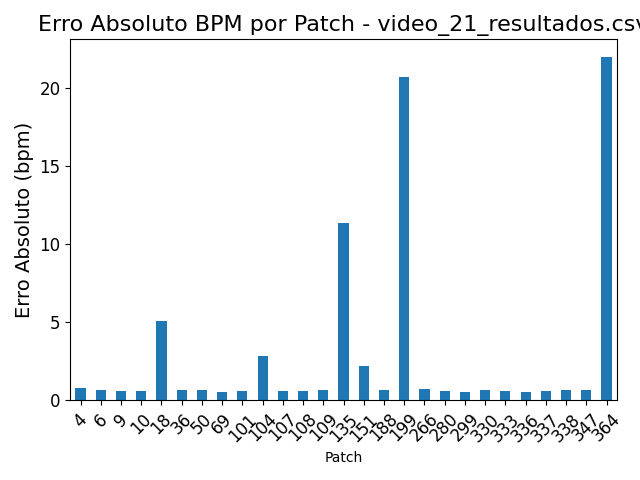 Erro Absoluto BPM por Patch - video_21_resultados.csv
Erro Absoluto (bpm)
20
15
10
5
0
4 6 9 10 18 36 50 69 101 104 107 108 109 135 151 188 199 266 280 299 330 333 336 337 338 347 364
Patch